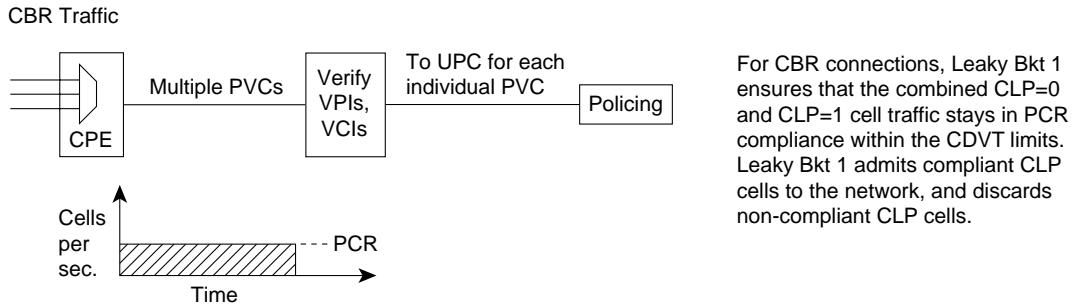 CBR Traffic
CPE
Multiple PVCs
Verify
VPIs,
VCIs
To UPC for each
individual PVC
Policing
For CBR connections, Leaky Bkt 1
ensures that the combined CLP=0
and CLP=1 cell traffic stays in PCR
compliance within the CDVT limits.
Leaky Bkt 1 admits compliant CLP
cells to the network, and discards
non-compliant CLP cells.
Cells
per
sec.
PCR
Time